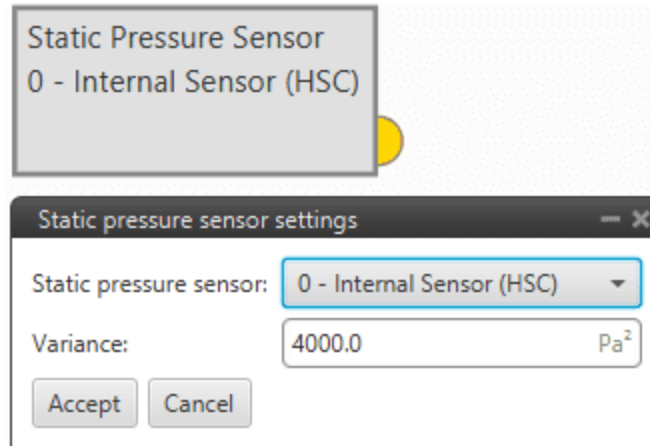 Static Pressure Sensor
0 - Internal Sensor (HSC)
Static pressure sensor settings
Static pressure sensor: 0 - Internal Sensor (HSC)
Variance: 4000.0 Pa²
Accept Cancel